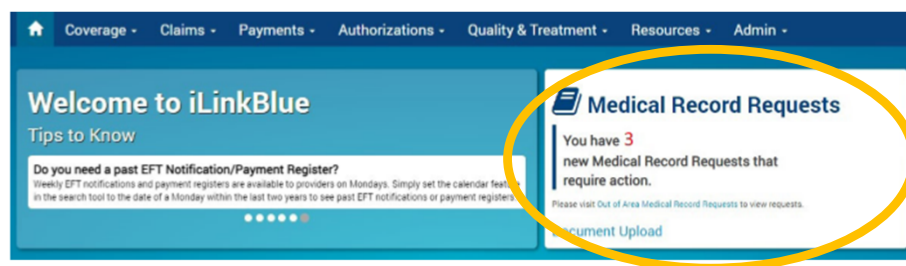 Coverage - Claims - Payments - Authorizations - Quality & Treatment - Resources - Admin -
Welcome to iLinkBlue
Tips to Know
Do you need a past EFT Notification/Payment Register?
Weekly EFT notifications and payment registers are available to providers on Mondays. Simply set the calendar feature
in the search tool to the date of a Monday within the last two years to see past EFT notifications or payment registers
Medical Record Requests
You have 3
new Medical Record Requests that
require action.
Please visit Out of Area Medical Record Requests to view requests.
Document Upload